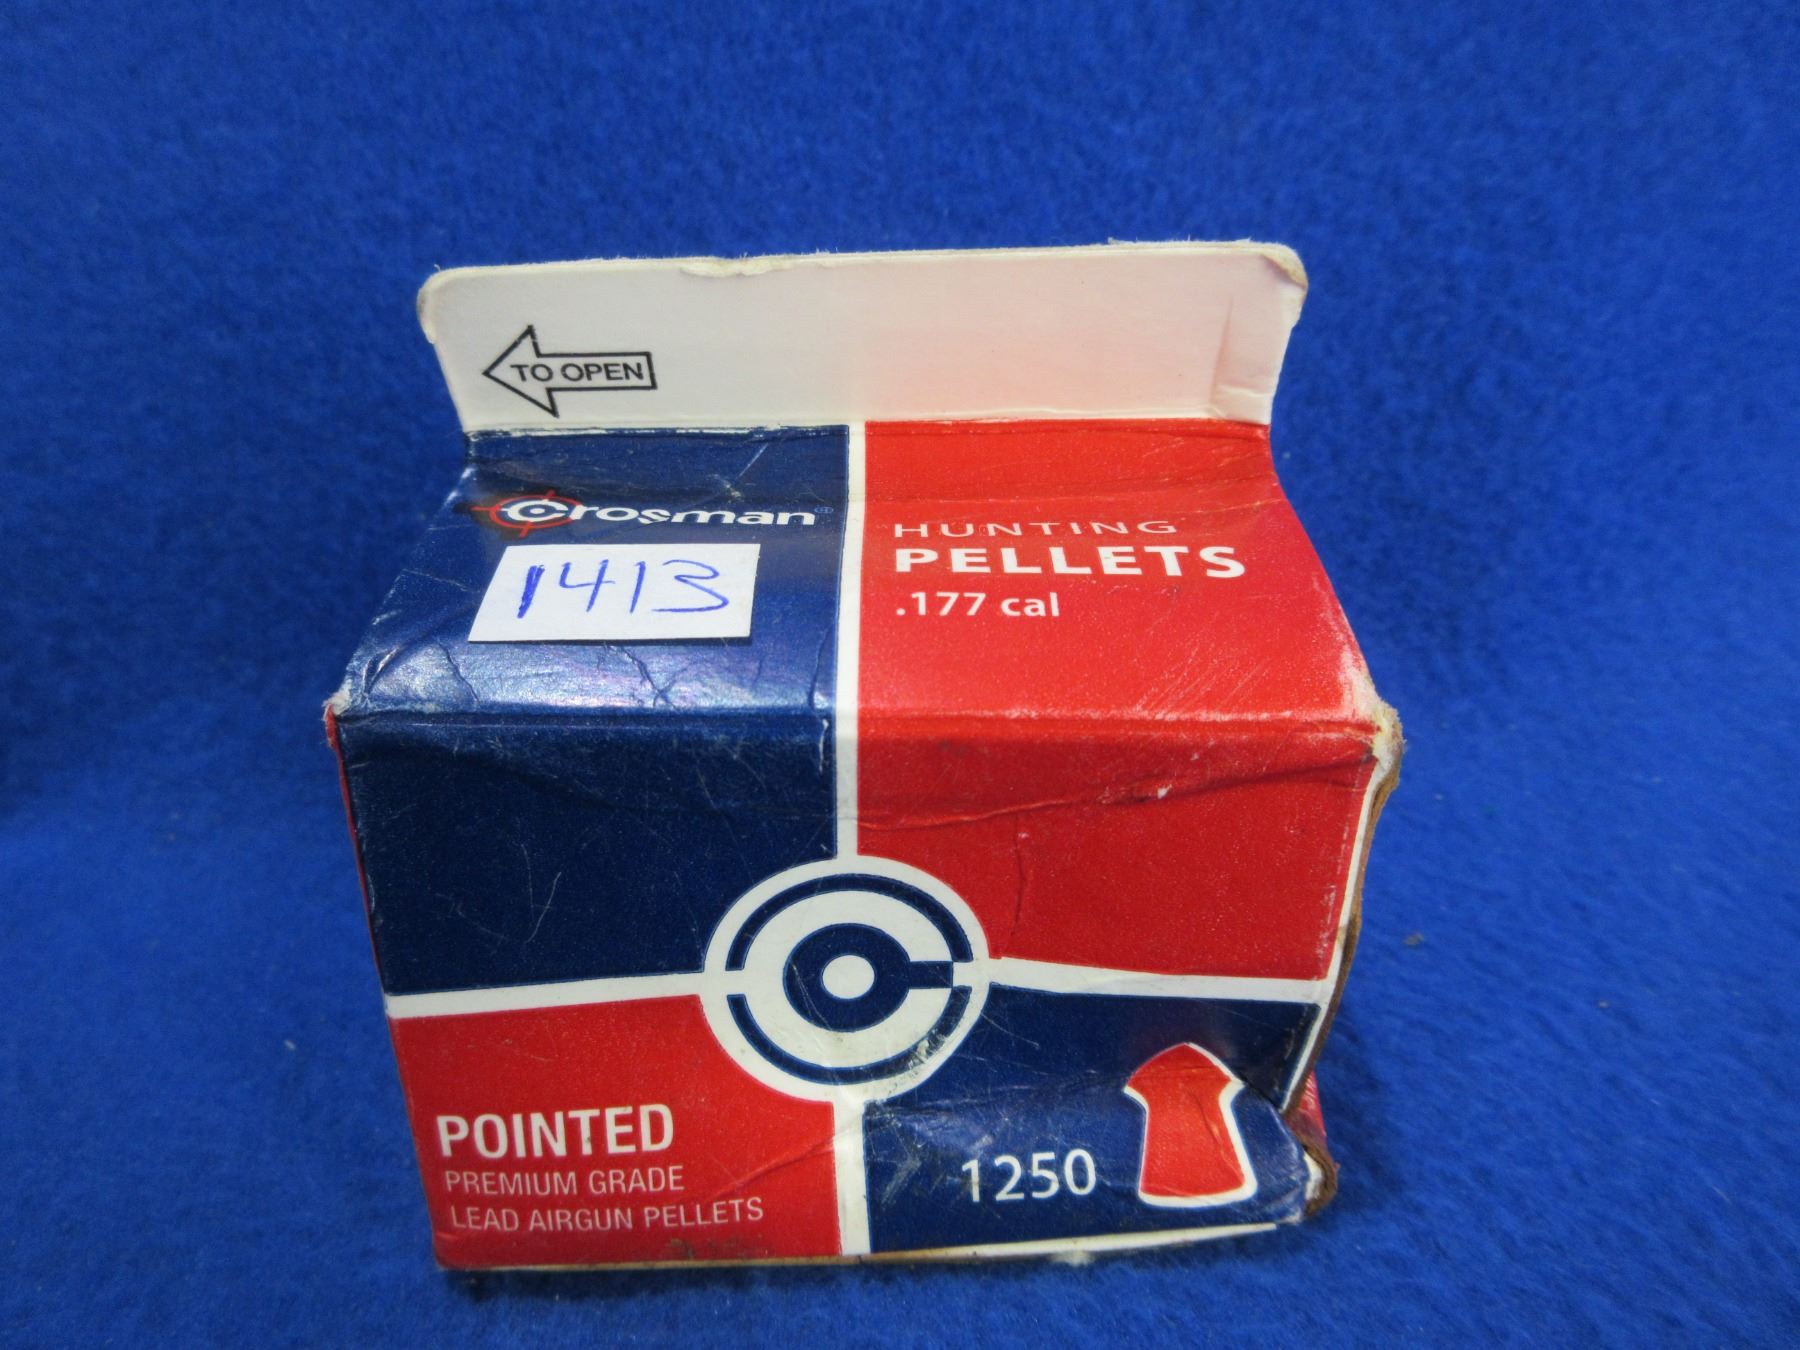 TO OPEN
Crosman®
1413
HUNTING
PELLETS
.177 cal
POINTED
PREMIUM GRADE
LEAD AIRGUN PELLETS
1250